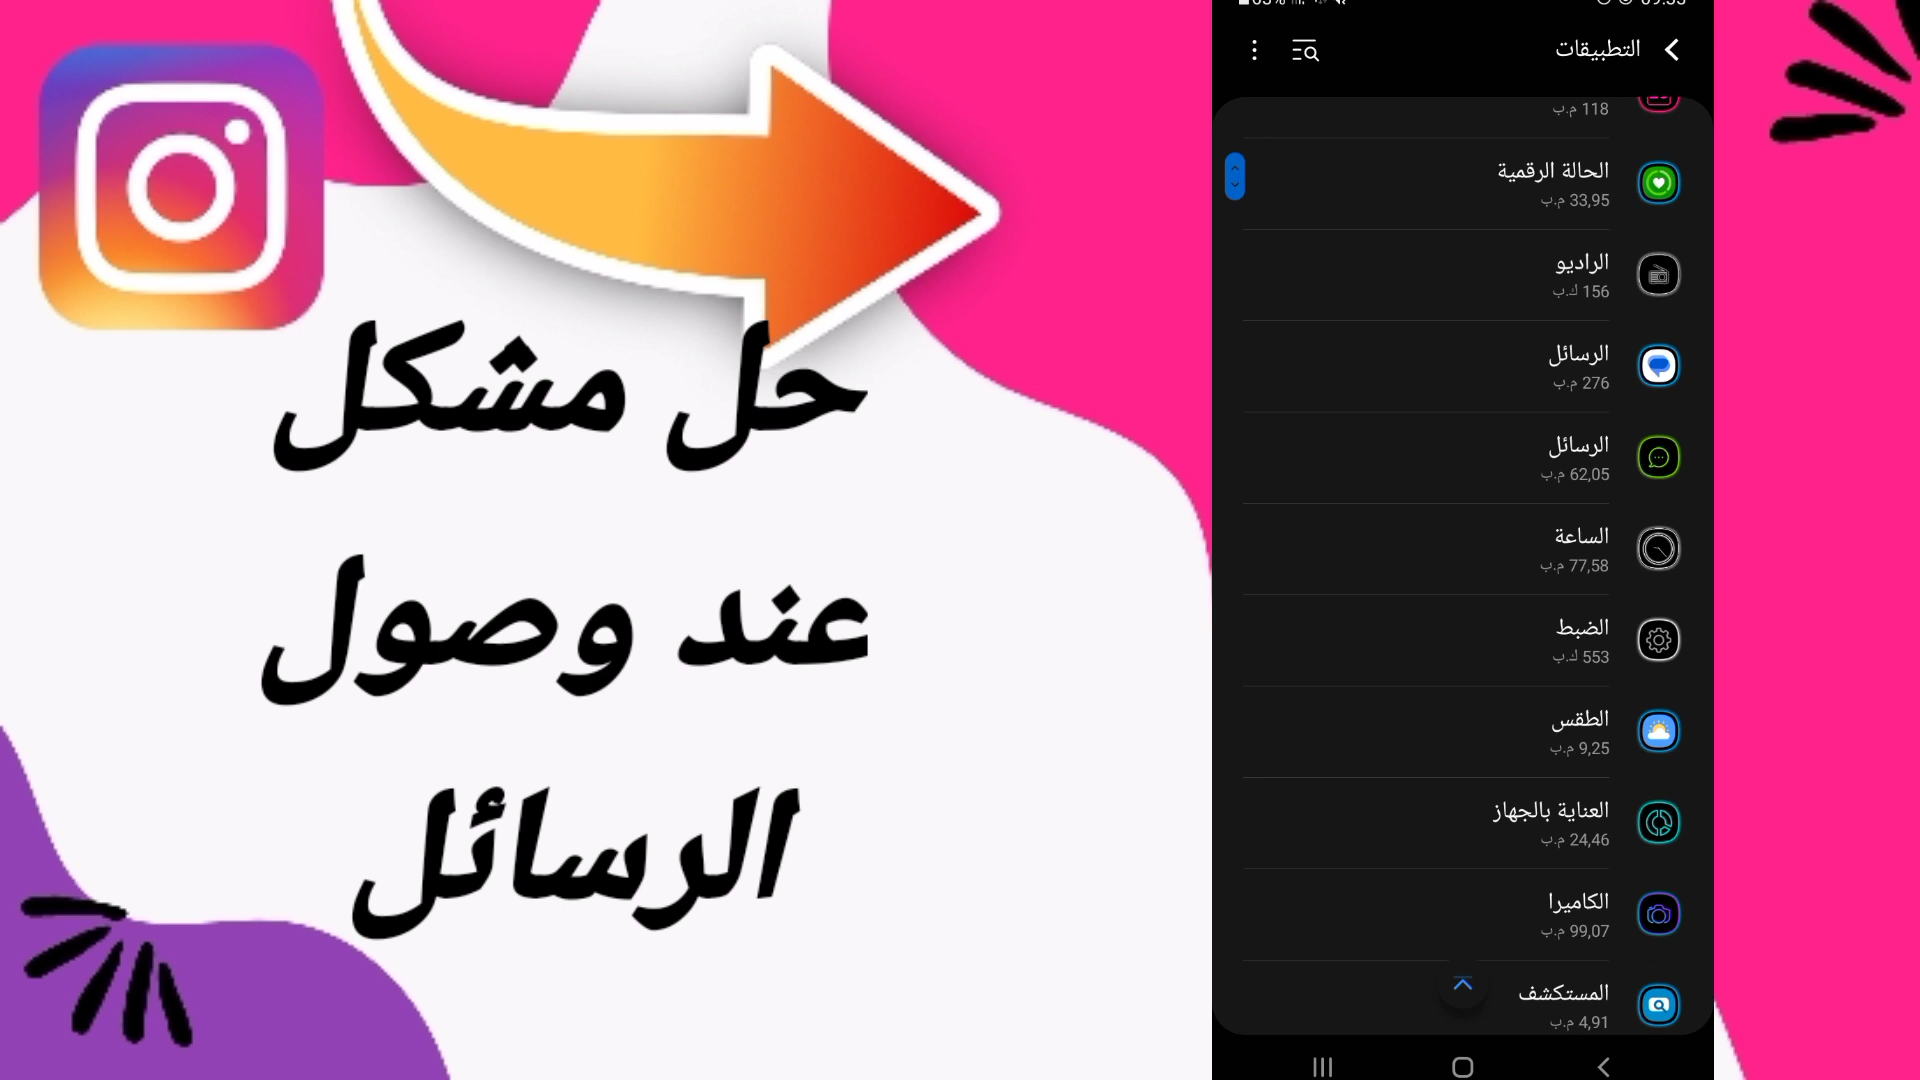 حل مشكل
عند وصول
الرسائل
التطبيقات
118 م.ب
الحالة الرقمية
33,95 م.ب
الراديو
156 ك.ب
الرسائل
276 م.ب
الرسائل
62,05 م.ب
الساعة
77,58 م.ب
الضبط
553 ك.ب
الطقس
9,25 م.ب
العناية بالجهاز
24,46 م.ب
الكاميرا
99,07 م.ب
المستكشف
4,91 م.ب